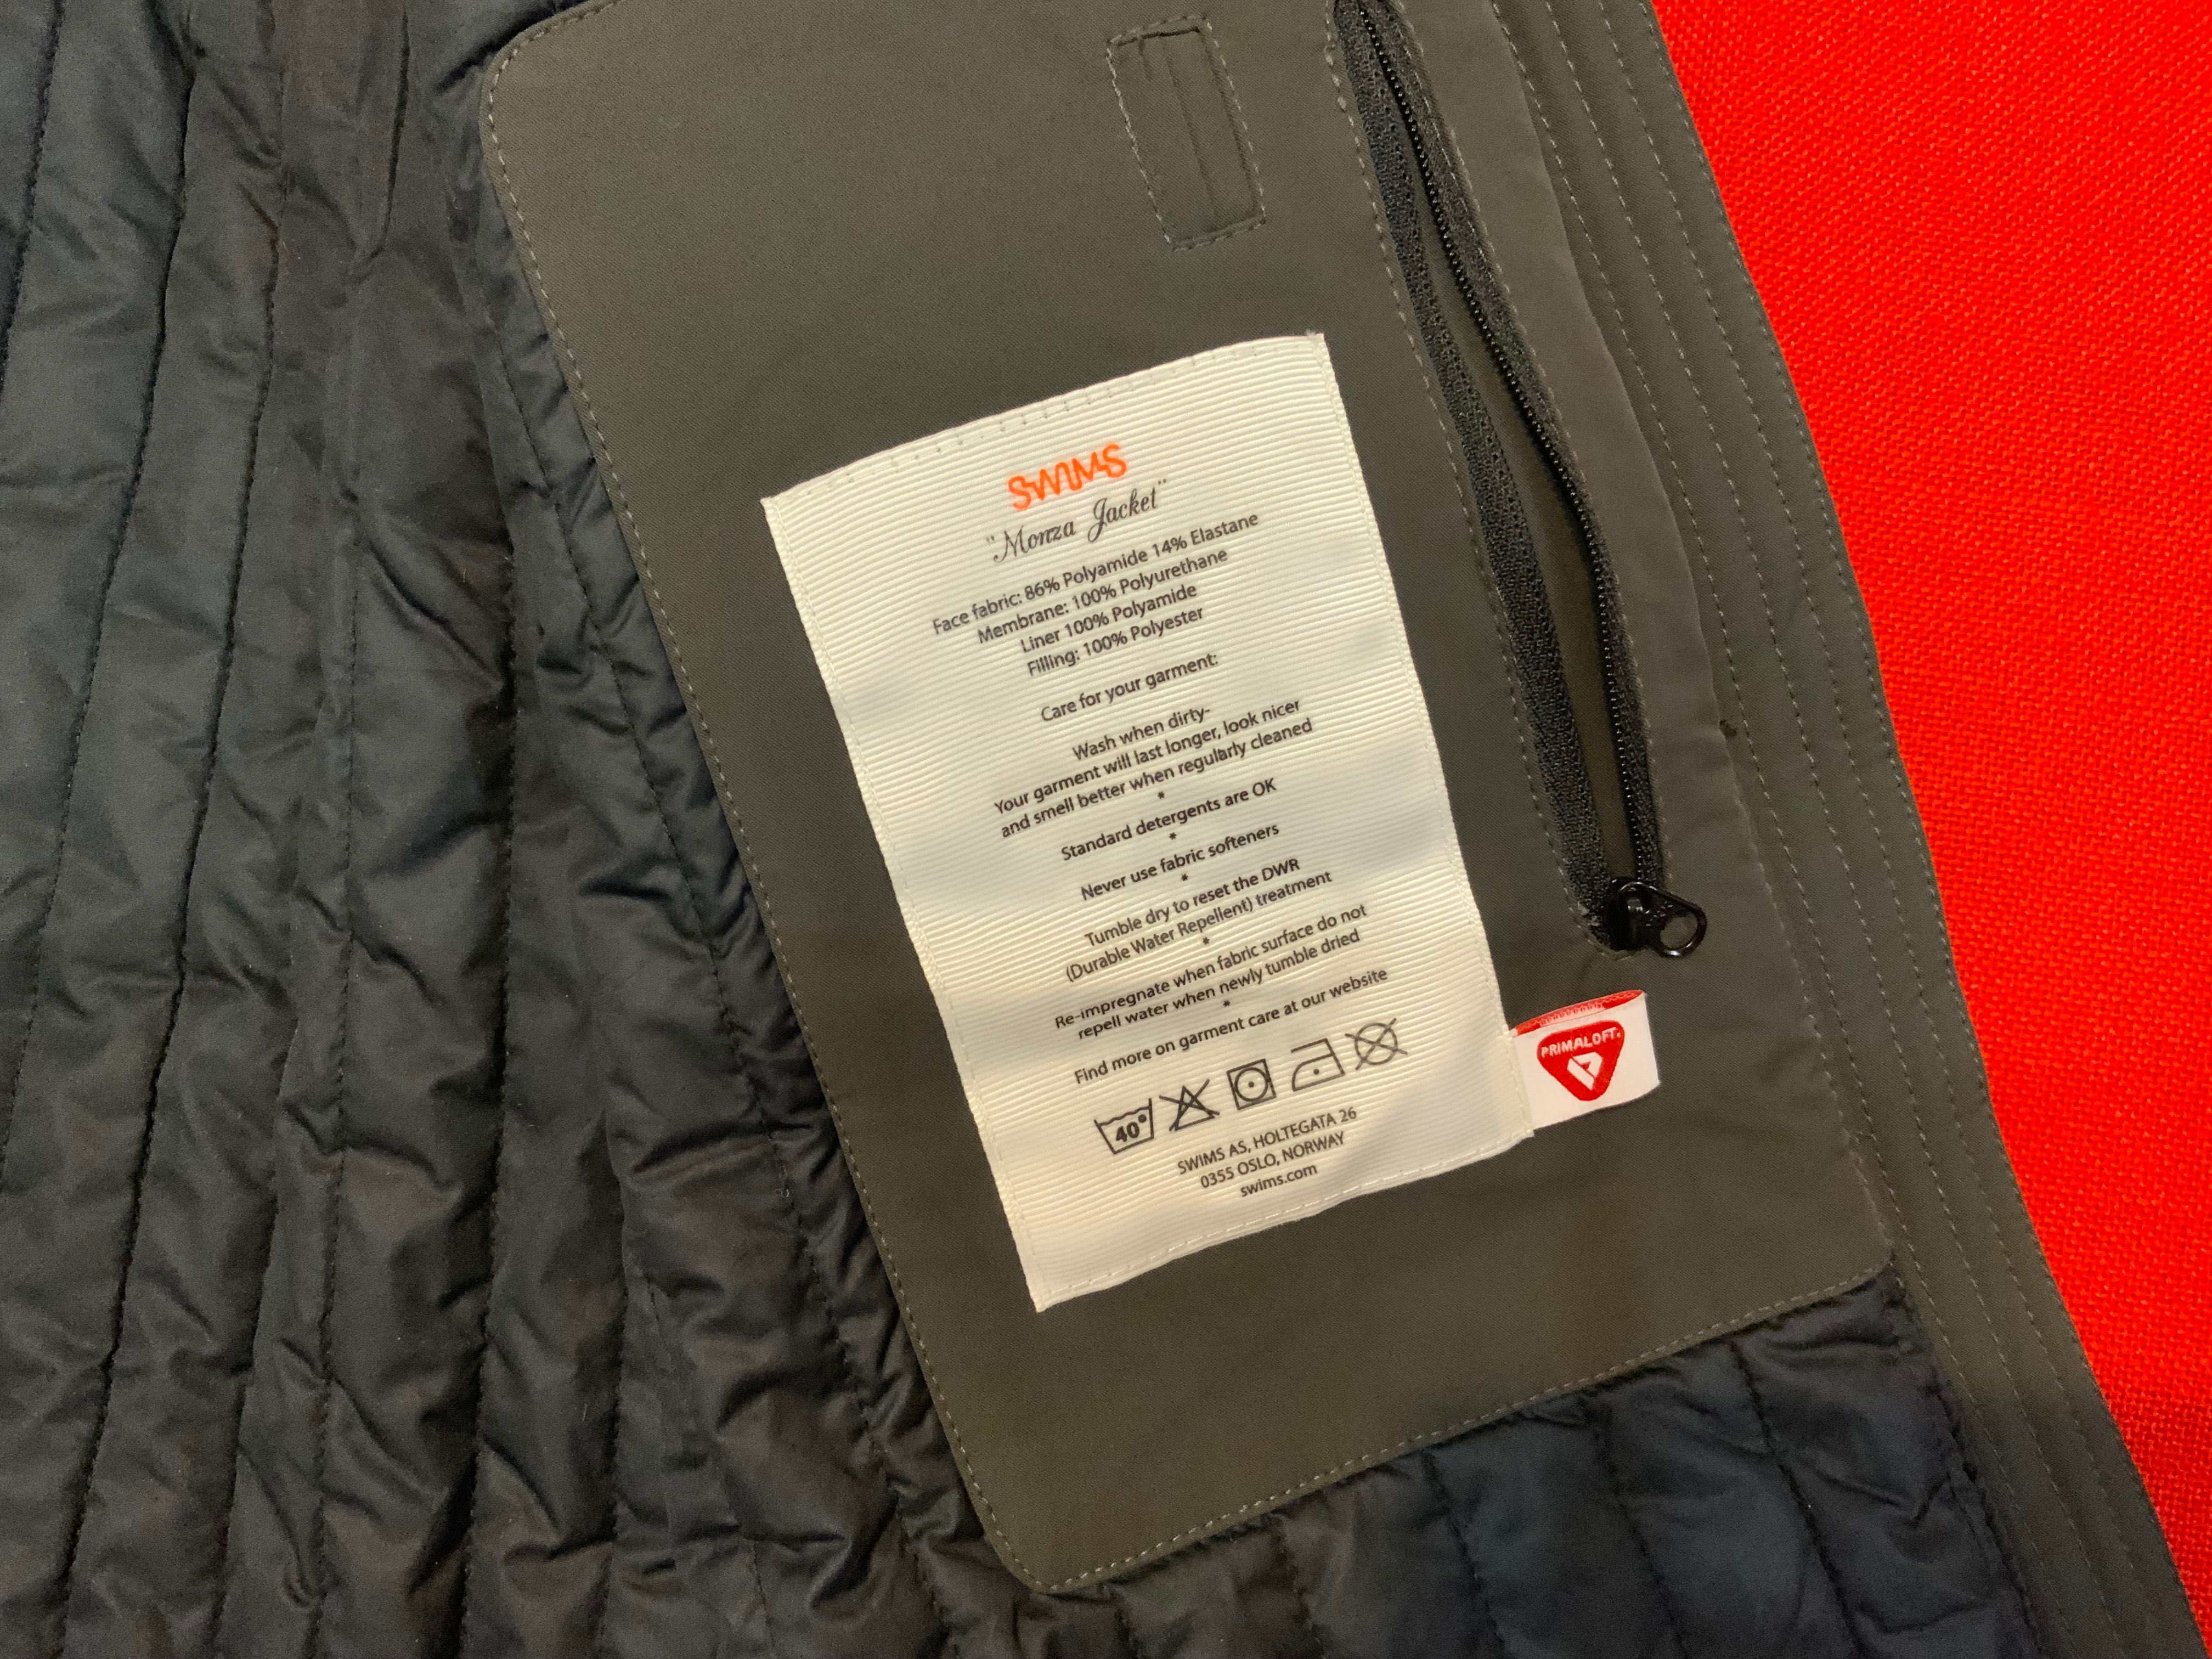 SWIMS
"Monza Jacket"
Face fabric: 86% Polyamide 14% Elastane
Membrane: 100% Polyurethane
Liner 100% Polyamide
Filling: 100% Polyester
Care for your garment:
Wash when dirty-
Your garment will last longer, look nicer
and smell better when regularly cleaned
*
Standard detergents are OK
*
Never use fabric softeners
*
Tumble dry to reset the DWR
(Durable Water Repellent) treatment
*
Re-impregnate when fabric surface do not
repell water when newly tumble dried
*
Find more on garment care at our website
40°
SWIMS AS, HOLTEGATA 26
0355 OSLO, NORWAY
swims.com
PRIMALOFT®